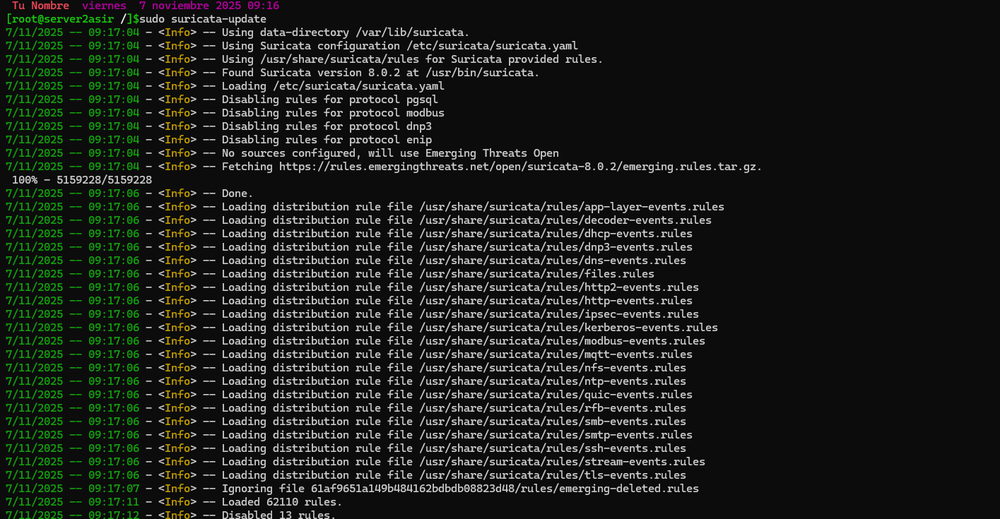 Tu Nombre  viernes  7 noviembre 2025 09:16
[root@server2asir /]$sudo suricata-update
7/11/2025 -- 09:17:04 - <Info> -- Using data-directory /var/lib/suricata.
7/11/2025 -- 09:17:04 - <Info> -- Using Suricata configuration /etc/suricata/suricata.yaml
7/11/2025 -- 09:17:04 - <Info> -- Using /usr/share/suricata/rules for Suricata provided rules.
7/11/2025 -- 09:17:04 - <Info> -- Found Suricata version 8.0.2 at /usr/bin/suricata.
7/11/2025 -- 09:17:04 - <Info> -- Loading /etc/suricata/suricata.yaml
7/11/2025 -- 09:17:04 - <Info> -- Disabling rules for protocol pgsql
7/11/2025 -- 09:17:04 - <Info> -- Disabling rules for protocol modbus
7/11/2025 -- 09:17:04 - <Info> -- Disabling rules for protocol dnp3
7/11/2025 -- 09:17:04 - <Info> -- Disabling rules for protocol enip
7/11/2025 -- 09:17:04 - <Info> -- No sources configured, will use Emerging Threats Open
7/11/2025 -- 09:17:04 - <Info> -- Fetching https://rules.emergingthreats.net/open/suricata-8.0.2/emerging.rules.tar.gz.
 100% - 5159228/5159228
7/11/2025 -- 09:17:06 - <Info> -- Done.
7/11/2025 -- 09:17:06 - <Info> -- Loading distribution rule file /usr/share/suricata/rules/app-layer-events.rules
7/11/2025 -- 09:17:06 - <Info> -- Loading distribution rule file /usr/share/suricata/rules/decoder-events.rules
7/11/2025 -- 09:17:06 - <Info> -- Loading distribution rule file /usr/share/suricata/rules/dhcp-events.rules
7/11/2025 -- 09:17:06 - <Info> -- Loading distribution rule file /usr/share/suricata/rules/dnp3-events.rules
7/11/2025 -- 09:17:06 - <Info> -- Loading distribution rule file /usr/share/suricata/rules/dns-events.rules
7/11/2025 -- 09:17:06 - <Info> -- Loading distribution rule file /usr/share/suricata/rules/files.rules
7/11/2025 -- 09:17:06 - <Info> -- Loading distribution rule file /usr/share/suricata/rules/http2-events.rules
7/11/2025 -- 09:17:06 - <Info> -- Loading distribution rule file /usr/share/suricata/rules/http-events.rules
7/11/2025 -- 09:17:06 - <Info> -- Loading distribution rule file /usr/share/suricata/rules/ipsec-events.rules
7/11/2025 -- 09:17:06 - <Info> -- Loading distribution rule file /usr/share/suricata/rules/kerberos-events.rules
7/11/2025 -- 09:17:06 - <Info> -- Loading distribution rule file /usr/share/suricata/rules/modbus-events.rules
7/11/2025 -- 09:17:06 - <Info> -- Loading distribution rule file /usr/share/suricata/rules/mqtt-events.rules
7/11/2025 -- 09:17:06 - <Info> -- Loading distribution rule file /usr/share/suricata/rules/nfs-events.rules
7/11/2025 -- 09:17:06 - <Info> -- Loading distribution rule file /usr/share/suricata/rules/ntp-events.rules
7/11/2025 -- 09:17:06 - <Info> -- Loading distribution rule file /usr/share/suricata/rules/quic-events.rules
7/11/2025 -- 09:17:06 - <Info> -- Loading distribution rule file /usr/share/suricata/rules/rfb-events.rules
7/11/2025 -- 09:17:06 - <Info> -- Loading distribution rule file /usr/share/suricata/rules/smb-events.rules
7/11/2025 -- 09:17:06 - <Info> -- Loading distribution rule file /usr/share/suricata/rules/smtp-events.rules
7/11/2025 -- 09:17:06 - <Info> -- Loading distribution rule file /usr/share/suricata/rules/ssh-events.rules
7/11/2025 -- 09:17:06 - <Info> -- Loading distribution rule file /usr/share/suricata/rules/stream-events.rules
7/11/2025 -- 09:17:06 - <Info> -- Loading distribution rule file /usr/share/suricata/rules/tls-events.rules
7/11/2025 -- 09:17:07 - <Info> -- Ignoring file 61af9651a149b484162bdbdb08823d48/rules/emerging-deleted.rules
7/11/2025 -- 09:17:11 - <Info> -- Loaded 62110 rules.
7/11/2025 -- 09:17:12 - <Info> -- Disabled 13 rules.